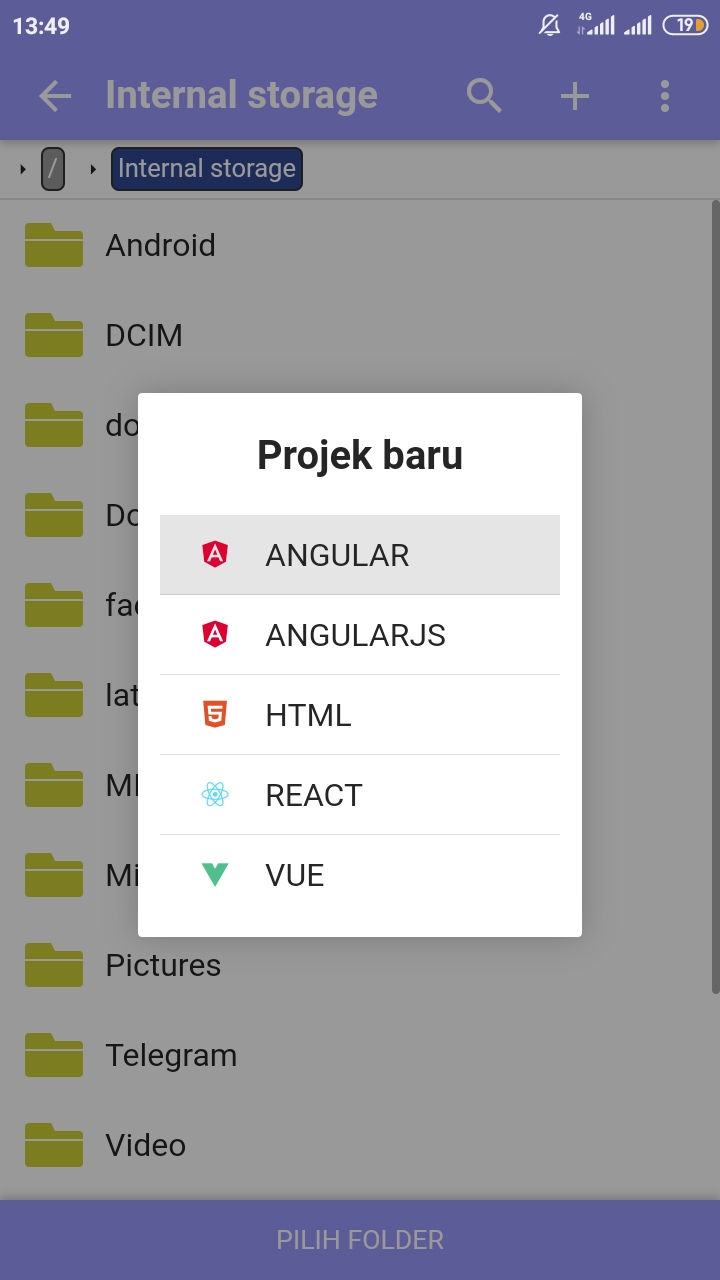 13:49
4G
19
Internal storage
/
Internal storage
Android
DCIM
Projek baru
ANGULAR
ANGULARJS
HTML
REACT
VUE
Pictures
Telegram
Video
PILIH FOLDER